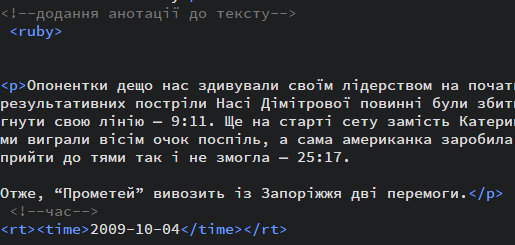 <!--додання анотації до тексту-->
<ruby>
<p>Опонентки дещо нас здивували своїм лідерством на почат
результативних постріли Насі Дімітрової повинні були збит
гнути свою лінію – 9:11. Ще на старті сету замість Катери
ми виграли вісім очок поспіль, а сама американка заробила
прийти до тями так і не змогла – 25:17.
Отже, “Прометей” вивозить із Запоріжжя дві перемоги.</p>
<!--час-->
<rt><time>2009-10-04</time></rt>